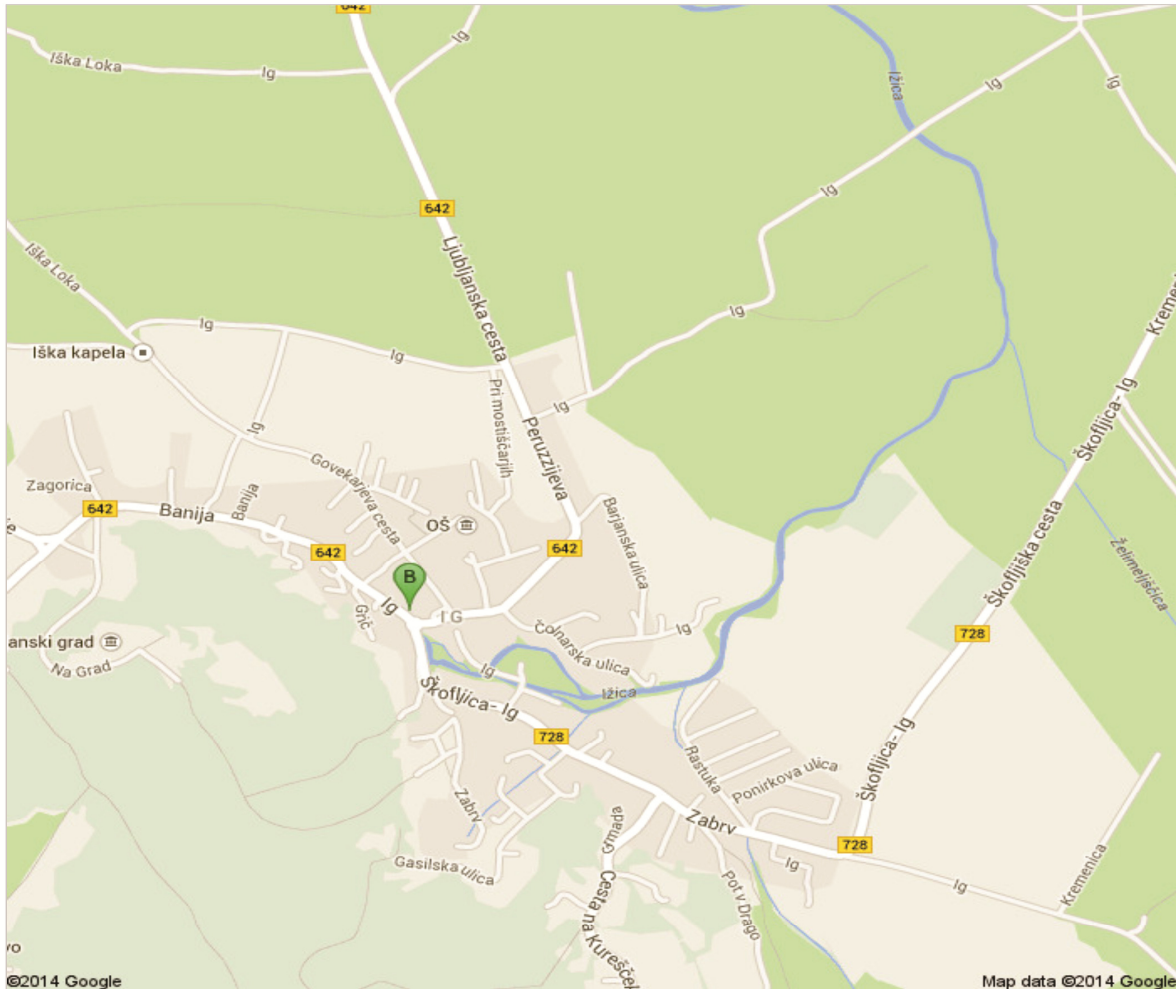 642
Ig
Iška Loka
Ig
Ižica
Ig
Ig
Ig
642
Ljubljanska cesta
Iška Loka
Kremenica
Ig
Ig
Iška kapela
Ig
Pri mostiščarjih
Ig
Ig
Peruzzijeva
Škofljica- Ig
Govekarjeva cesta
Zagorica
642
Banija
Banija
OŠ
Barjanska ulica
642
642
Škofljiška cesta
Želimeljščica
B
Ig
I G
Grič
Čolnarska ulica
Ig
728
anski grad
Na Grad
Ig
Ižica
Škofljica- Ig
728
Škofljica- Ig
Rastuka
Ponirkova ulica
Zabrv
Zabrv
728
Gasilska ulica
Ig
Ig
Kremenica
Pot v Drago
Cesta na Kurešček
vo
©2014 Google
Map data ©2014 Google